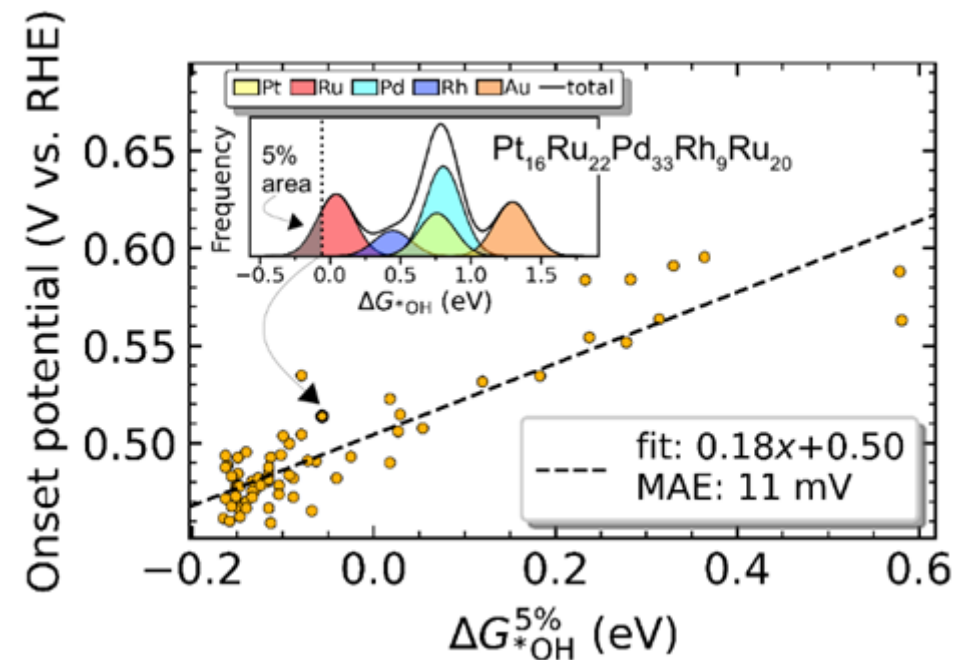 Onset potential (V vs. RHE)
0.65
0.60
0.55
0.50
Pt Ru Pd Rh Au total
Frequency
5%
area
Pt₁₆Ru₂₂Pd₃₃Rh₉Ru₂₀
−0.5 0.0 0.5 1.0 1.5
ΔG*OH (eV)
fit: 0.18x+0.50
MAE: 11 mV
−0.2 0.0 0.2 0.4 0.6
ΔG*OH^5% (eV)